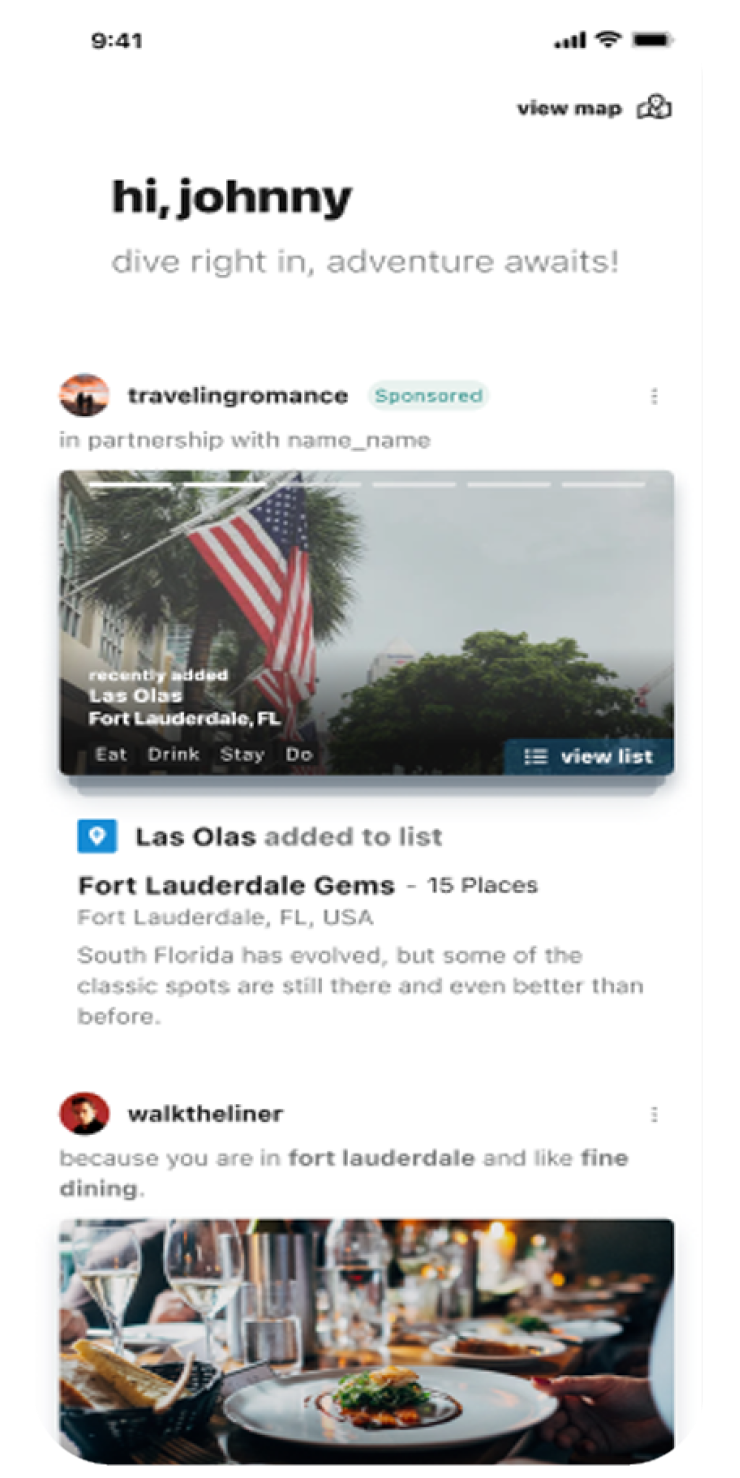 9:41
view map
hi, johnny
dive right in, adventure awaits!
travelingromance Sponsored
in partnership with name_name
recently added
Las Olas
Fort Lauderdale, FL
Eat Drink Stay Do
view list
Las Olas added to list
Fort Lauderdale Gems - 15 Places
Fort Lauderdale, FL, USA
South Florida has evolved, but some of the
classic spots are still there and even better than
before.
walktheliner
because you are in fort lauderdale and like fine
dining.